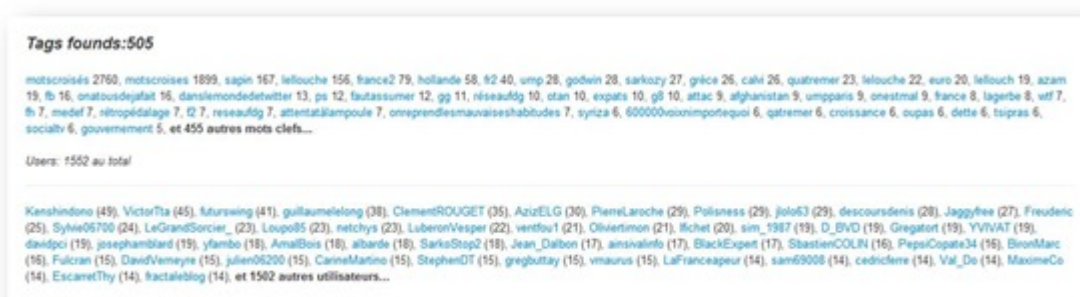 Tags founds:505
motscroisés 2760, motscroises 1899, sapin 167, lellouche 156, france2 79, hollande 58, fr2 40, ump 28, godwin 28, sarkozy 27, grèce 26, calvi 26, quatremer 23, lelouche 22, euro 20, lellouch 19, azam
19, fb 16, onatousdejafait 16, danslemondedetwitter 13, ps 12, fautassumer 12, gg 11, réseaufdg 10, otan 10, expats 10, g8 10, attac 9, afghanistan 9, umpparis 9, onestmal 9, france 8, lagerbe 8, wtf 7,
fh 7, medef 7, rétropédalage 7, f2 7, reseaufdg 7, attentatàlampoule 7, onreprendlesmauvaiseshabitudes 7, syriza 6, 600000voixnimportequoi 6, qatremer 6, croissance 6, oupas 6, dette 6, tsipras 6,
socialtv 6, gouvernement 5, et 455 autres mots clefs...
Users: 1552 au total
Kenshindono (49), VictorTta (45), futurswing (41), guillaumelelong (38), ClementROUGET (35), AzizELG (30), PierreLaroche (29), Polisness (29), jlolo63 (29), descoursdenis (28), Jaggyfree (27), Freuderic
(25), Sylvie06700 (24), LeGrandSorcier_ (23), Loupo85 (23), netchys (23), LuberonVesper (22), ventfou1 (21), Oliviertimon (21), lfichet (20), sim_1987 (19), D_BVD (19), Gregatort (19), YVIVAT (19),
davidpci (19), josephamblard (19), yfambo (18), AmalBois (18), albarde (18), SarkoStop2 (18), Jean_Dalbon (17), ainsivalinfo (17), BlackExpert (17), SbastienCOLIN (16), PepsiCopate34 (16), BironMarc
(16), Fulcran (15), DavidVemeyre (15), julien06200 (15), CarineMartino (15), StephenDT (15), gregbuttay (15), vmaurus (15), LaFranceapeur (14), sam69008 (14), cedricferre (14), Val_Do (14), MaximeCo
(14), EscarretThy (14), fractaleblog (14), et 1502 autres utilisateurs...